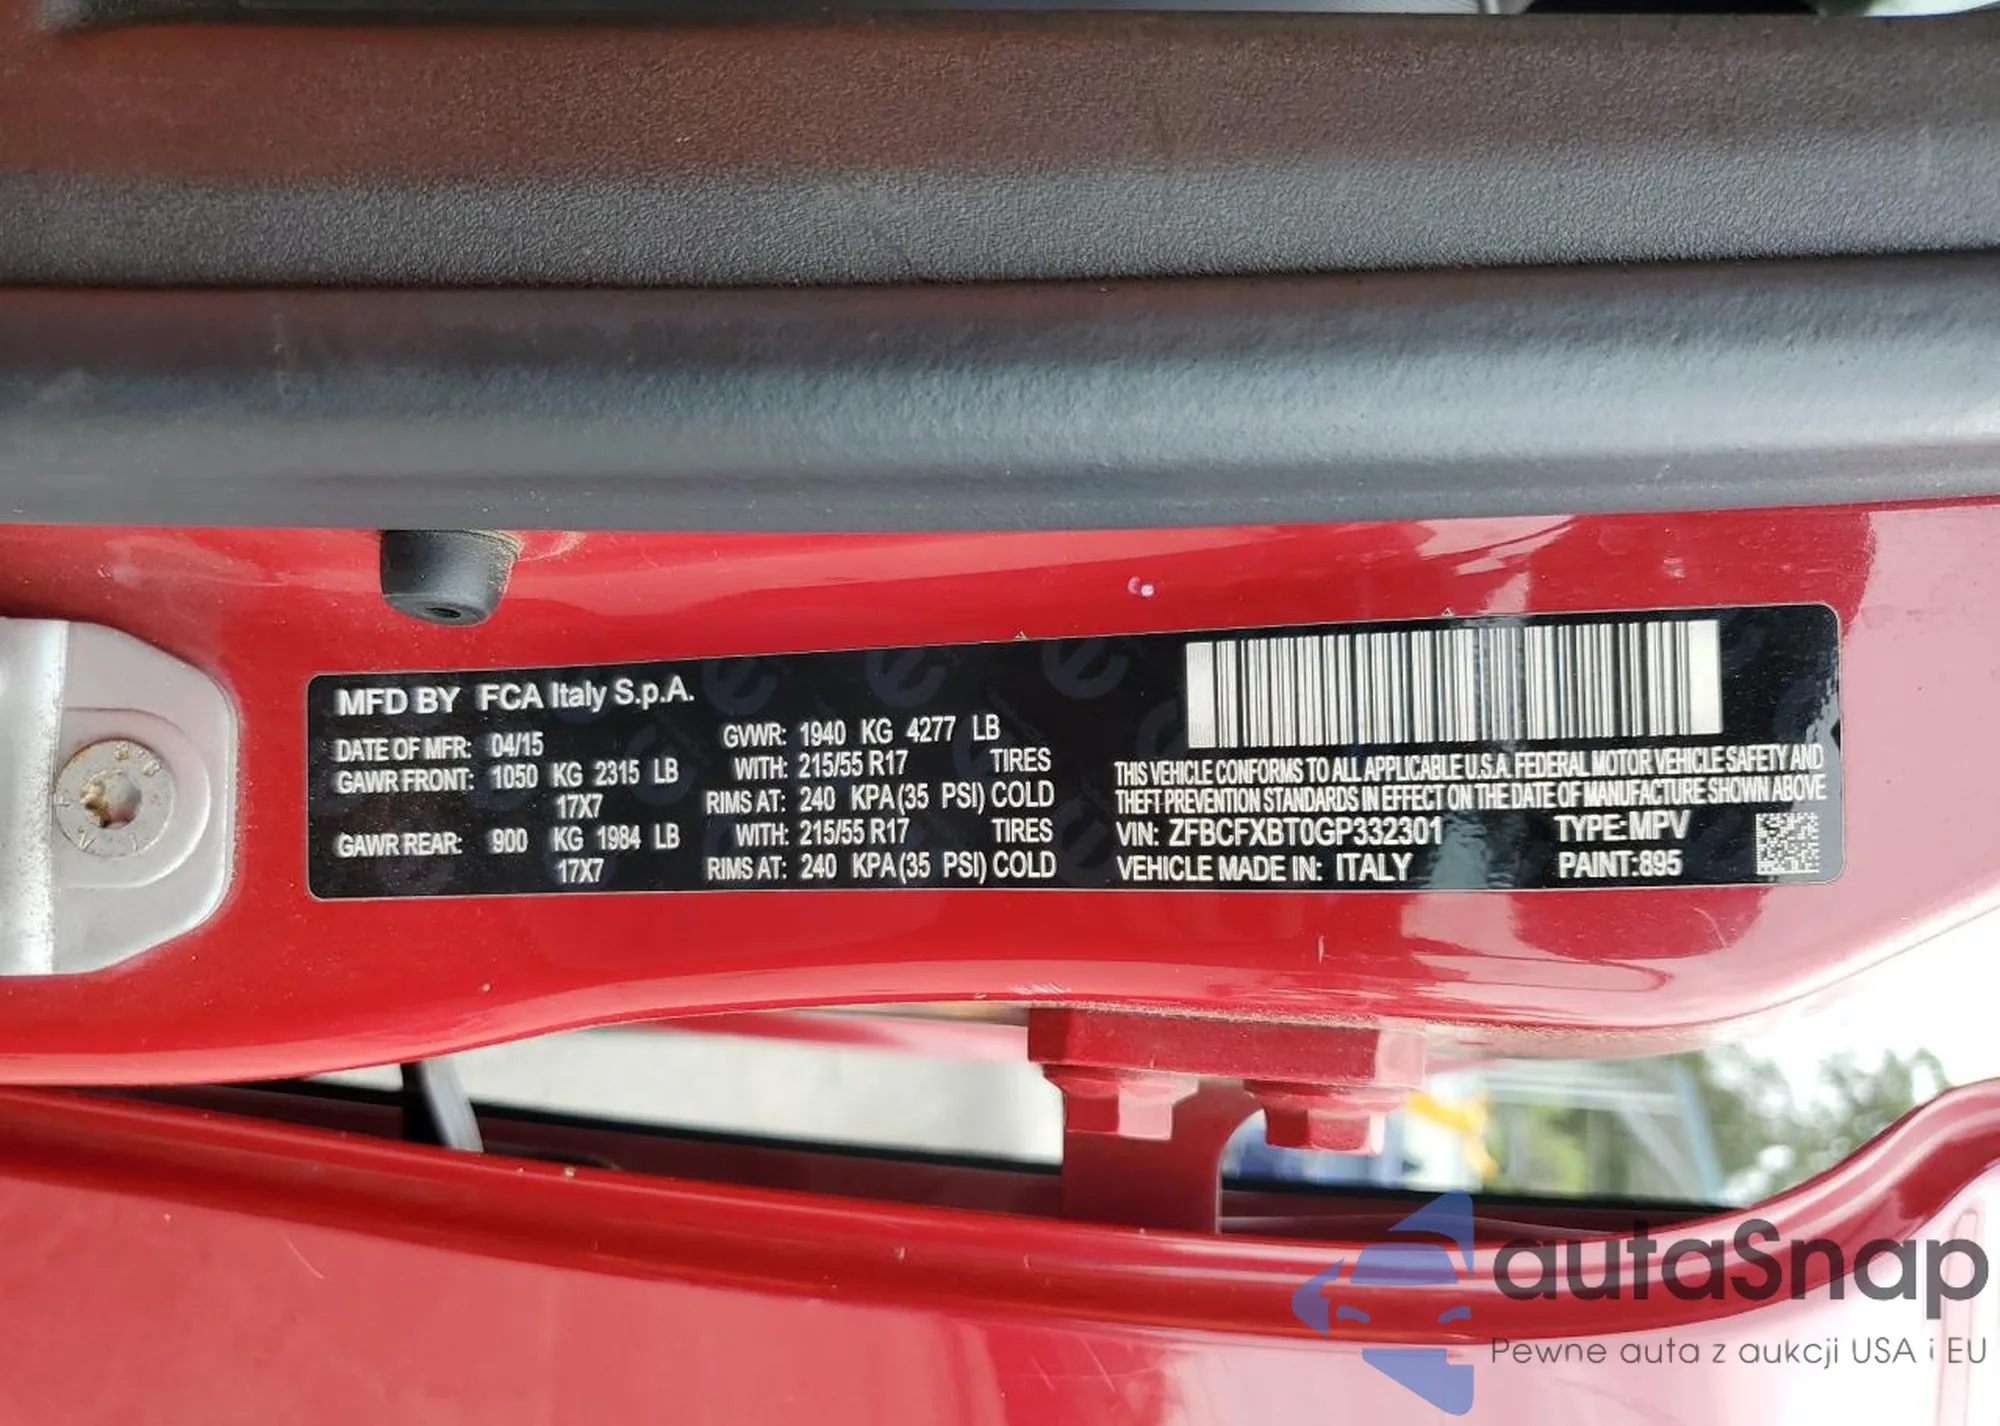 MFD BY FCA Italy S.p.A.
DATE OF MFR: 04/15 GVWR: 1940 KG 4277 LB
GAWR FRONT: 1050 KG 2315 LB WITH: 215/55 R17 TIRES
17X7 RIMS AT: 240 KPA (35 PSI) COLD
GAWR REAR: 900 KG 1984 LB WITH: 215/55 R17 TIRES
17X7 RIMS AT: 240 KPA (35 PSI) COLD
THIS VEHICLE CONFORMS TO ALL APPLICABLE U.S.A. FEDERAL MOTOR VEHICLE SAFETY AND
THEFT PREVENTION STANDARDS IN EFFECT ON THE DATE OF MANUFACTURE SHOWN ABOVE
VIN: ZFBCFXBT0GP332301 TYPE:MPV
VEHICLE MADE IN: ITALY PAINT:895
autaSnap
Pewne auta z aukcji USA i EU